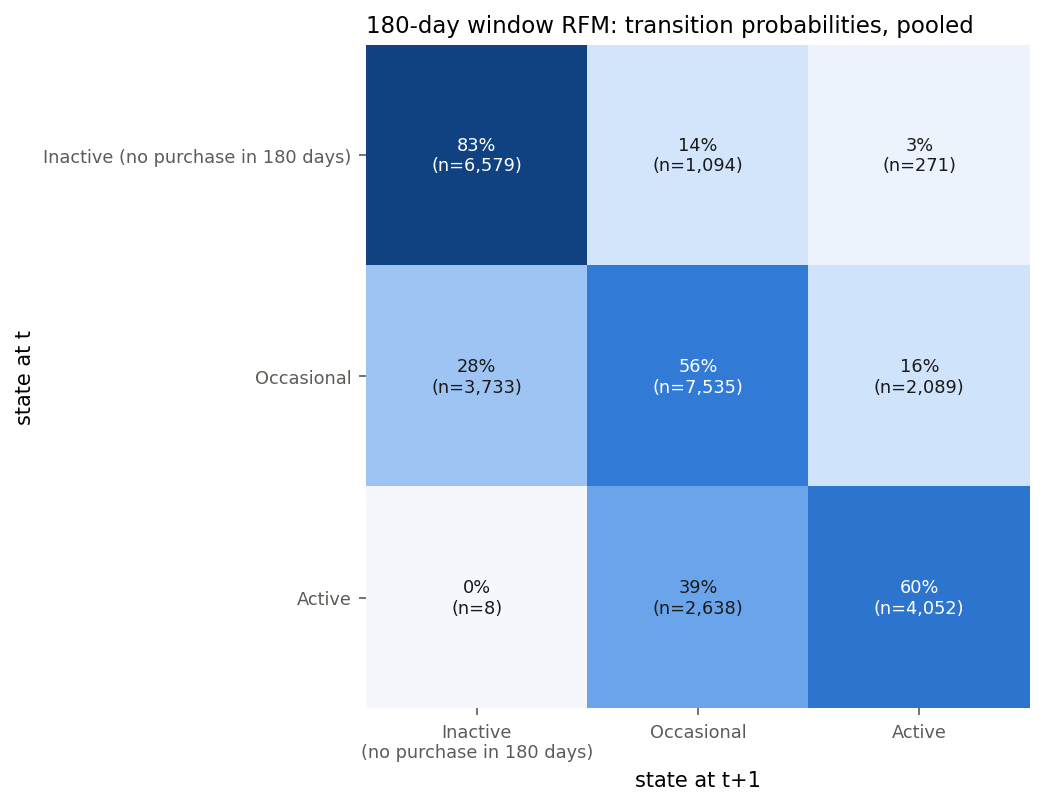 180-day window RFM: transition probabilities, pooled
state at t
Inactive (no purchase in 180 days)
83%
(n=6,579)
14%
(n=1,094)
3%
(n=271)
Occasional
28%
(n=3,733)
56%
(n=7,535)
16%
(n=2,089)
Active
0%
(n=8)
39%
(n=2,638)
60%
(n=4,052)
Inactive
(no purchase in 180 days)
Occasional
Active
state at t+1